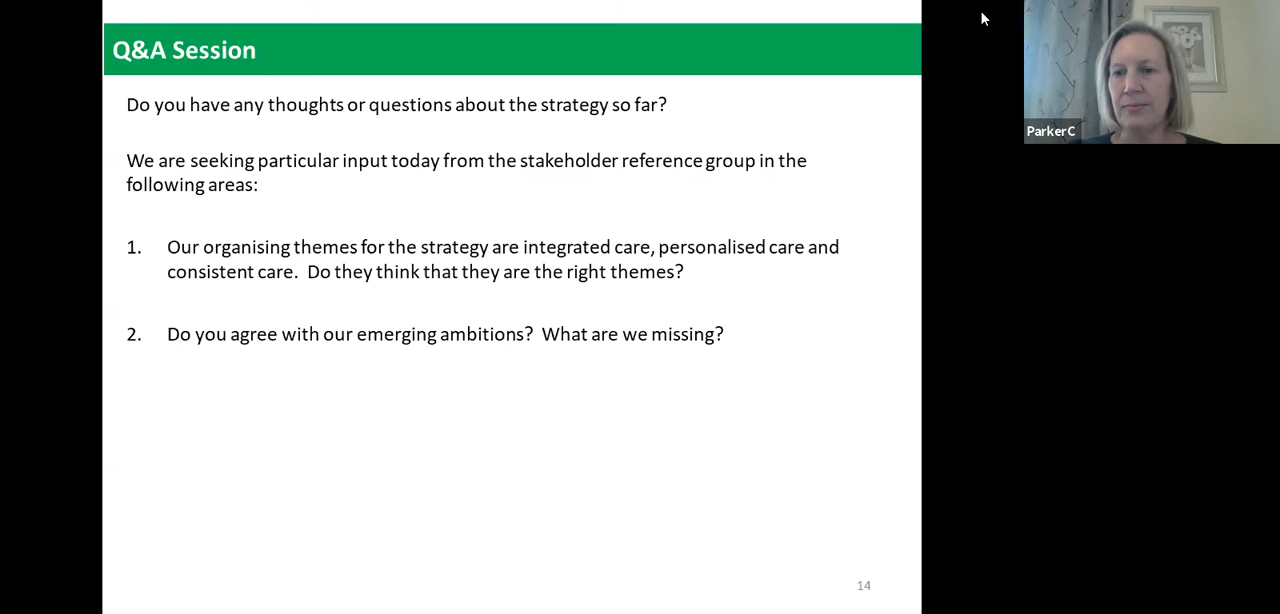 Q&A Session
Do you have any thoughts or questions about the strategy so far?
We are seeking particular input today from the stakeholder reference group in the
following areas:
1. Our organising themes for the strategy are integrated care, personalised care and
consistent care.  Do they think that they are the right themes?
2. Do you agree with our emerging ambitions?  What are we missing?
14
ParkerC